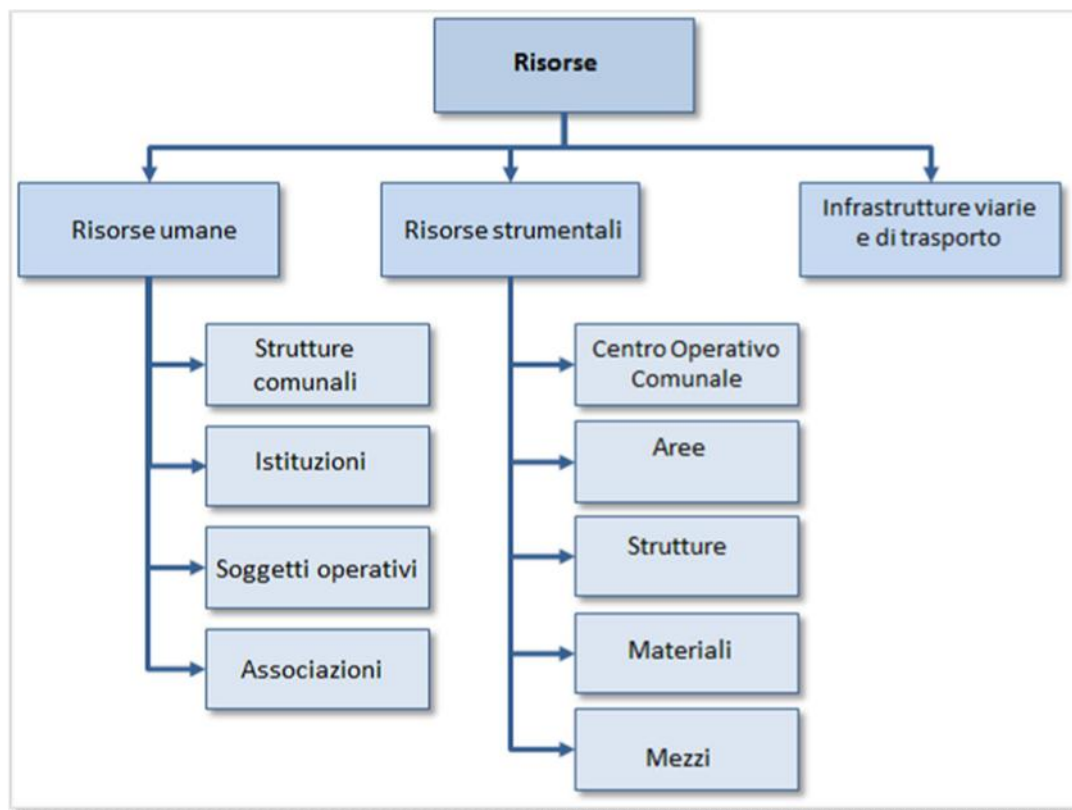 Risorse
Risorse umane
Risorse strumentali
Infrastrutture viarie
e di trasporto
Strutture
comunali
Istituzioni
Soggetti operativi
Associazioni
Centro Operativo
Comunale
Aree
Strutture
Materiali
Mezzi